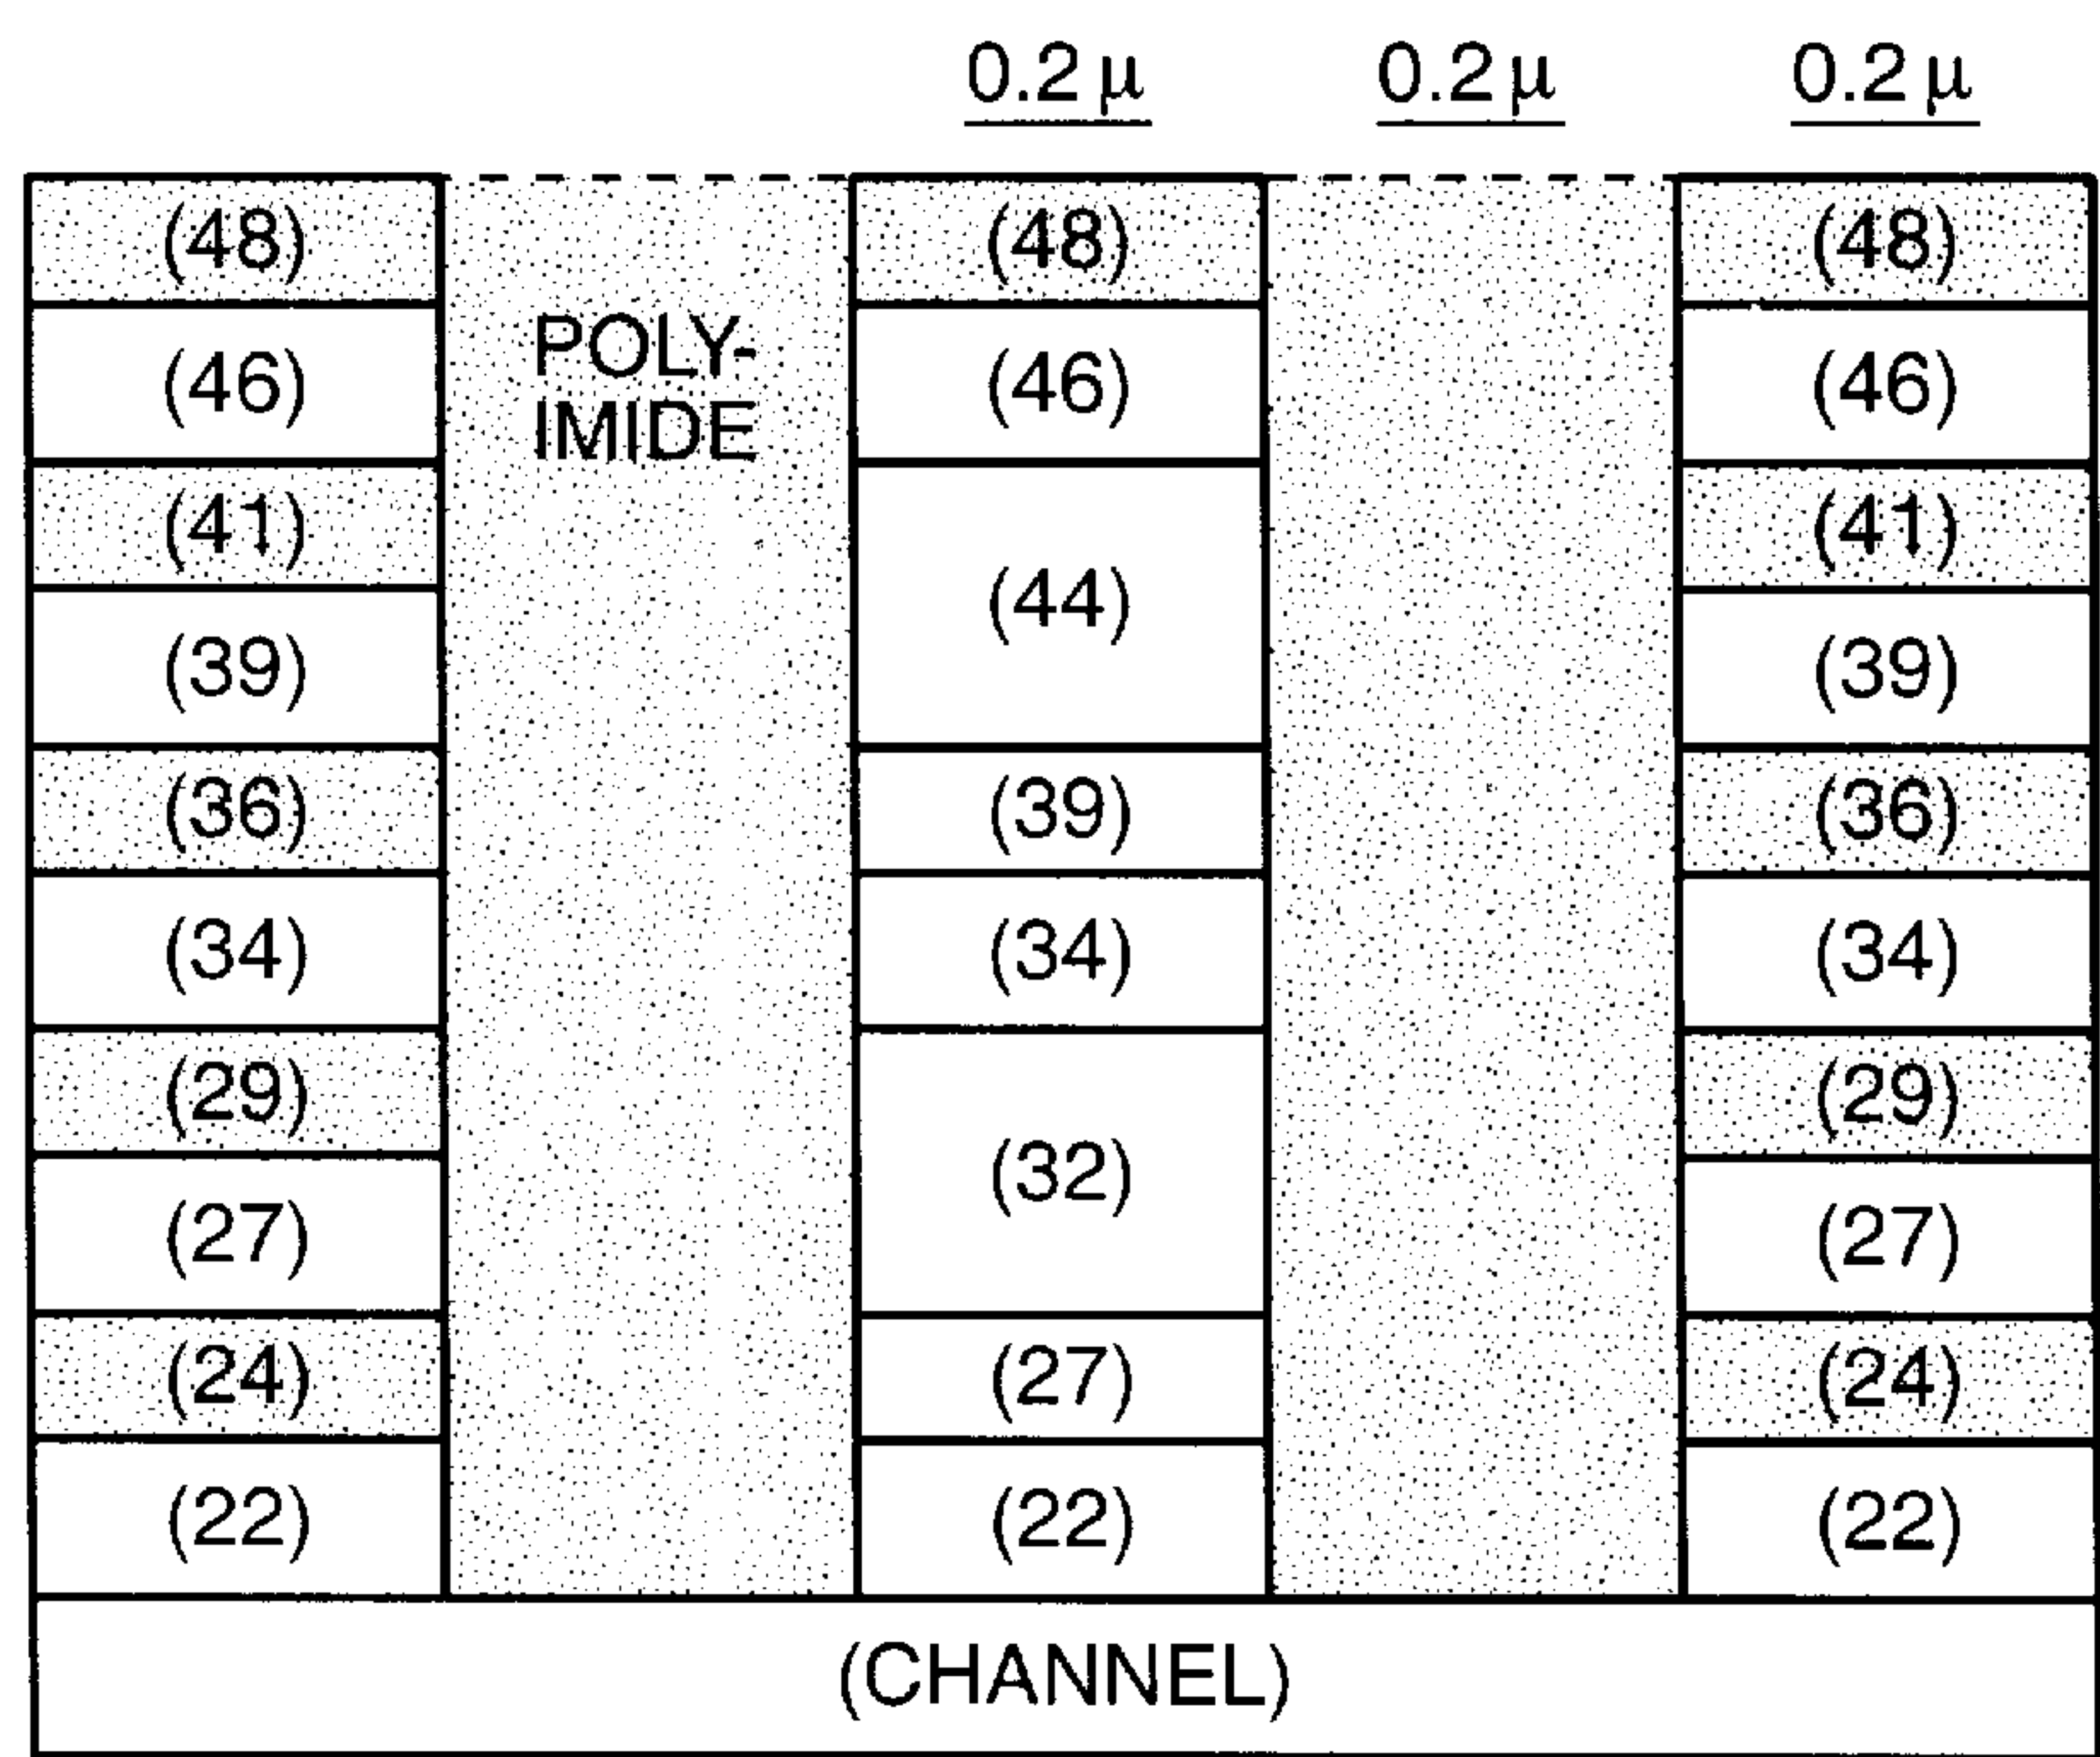 0.2 µ 0.2 µ 0.2 µ
(48) (48) (48)
POLY-
IMIDE
(46) (46) (46)
(41) (41)
(44)
(39) (39)
(36) (39) (36)
(34) (34) (34)
(29) (29)
(32)
(27) (27)
(24) (27) (24)
(22) (22) (22)
(CHANNEL)